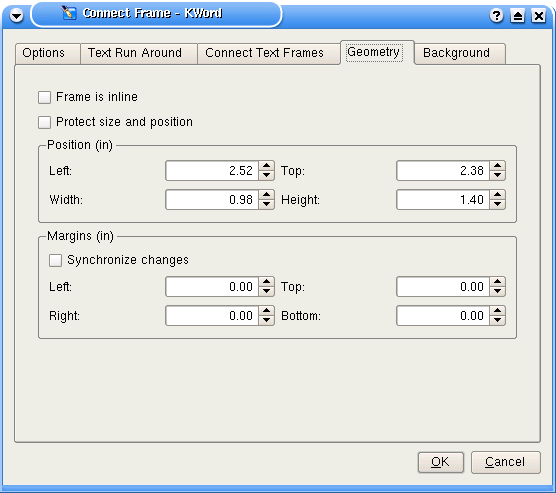 Connect Frame - KWord
Options Text Run Around Connect Text Frames Geometry Background
Frame is inline
Protect size and position
Position (in)
Left: 2.52 Top: 2.38
Width: 0.98 Height: 1.40
Margins (in)
Synchronize changes
Left: 0.00 Top: 0.00
Right: 0.00 Bottom: 0.00
OK Cancel